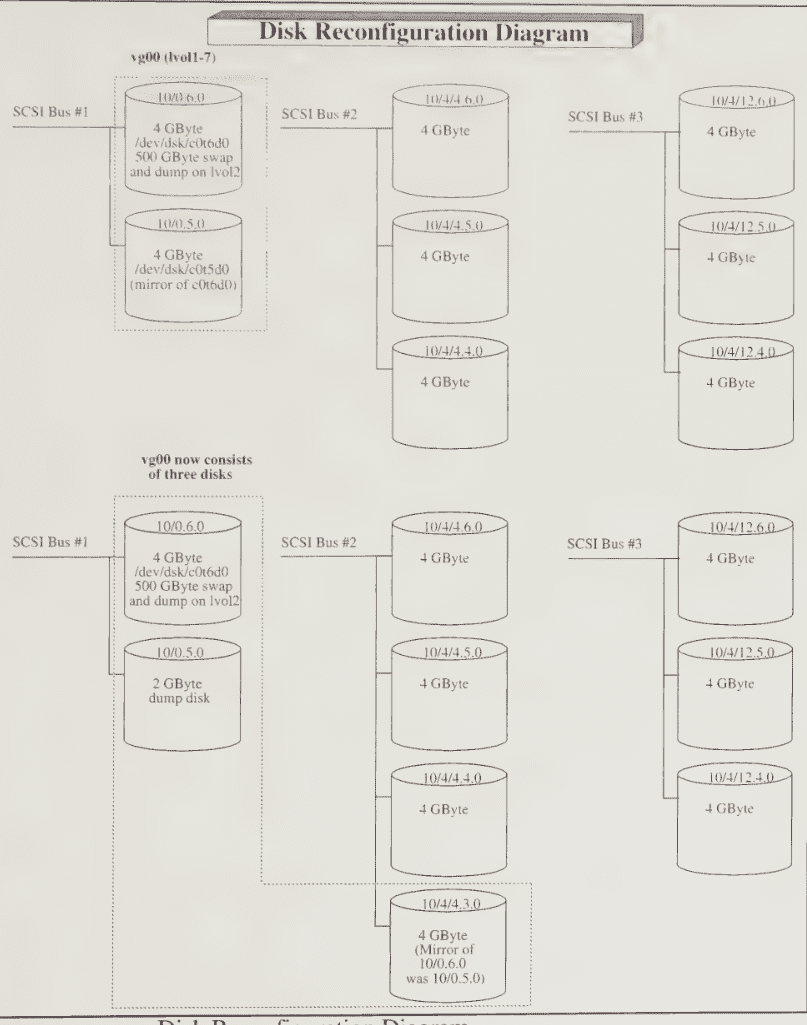 Disk Reconfiguration Diagram
vg00 (lvol1-7)
SCSI Bus #1
10/0.6.0
4 GByte
/dev/dsk/c0t6d0
500 GByte swap
and dump on lvol2
10/0.5.0
4 GByte
/dev/dsk/c0t5d0
(mirror of c0t6d0)
SCSI Bus #2
10/4/4.6.0
4 GByte
10/4/4.5.0
4 GByte
10/4/4.4.0
4 GByte
SCSI Bus #3
10/4/12.6.0
4 GByte
10/4/12.5.0
4 GByte
10/4/12.4.0
4 GByte
vg00 now consists
of three disks
SCSI Bus #1
10/0.6.0
4 GByte
/dev/dsk/c0t6d0
500 GByte swap
and dump on lvol2
10/0.5.0
2 GByte
dump disk
SCSI Bus #2
10/4/4.6.0
4 GByte
10/4/4.5.0
4 GByte
10/4/4.4.0
4 GByte
10/4/4.3.0
4 GByte
(Mirror of
10/0.6.0
was 10/0.5.0)
SCSI Bus #3
10/4/12.6.0
4 GByte
10/4/12.5.0
4 GByte
10/4/12.4.0
4 GByte
Disk Reconfiguration Diagram